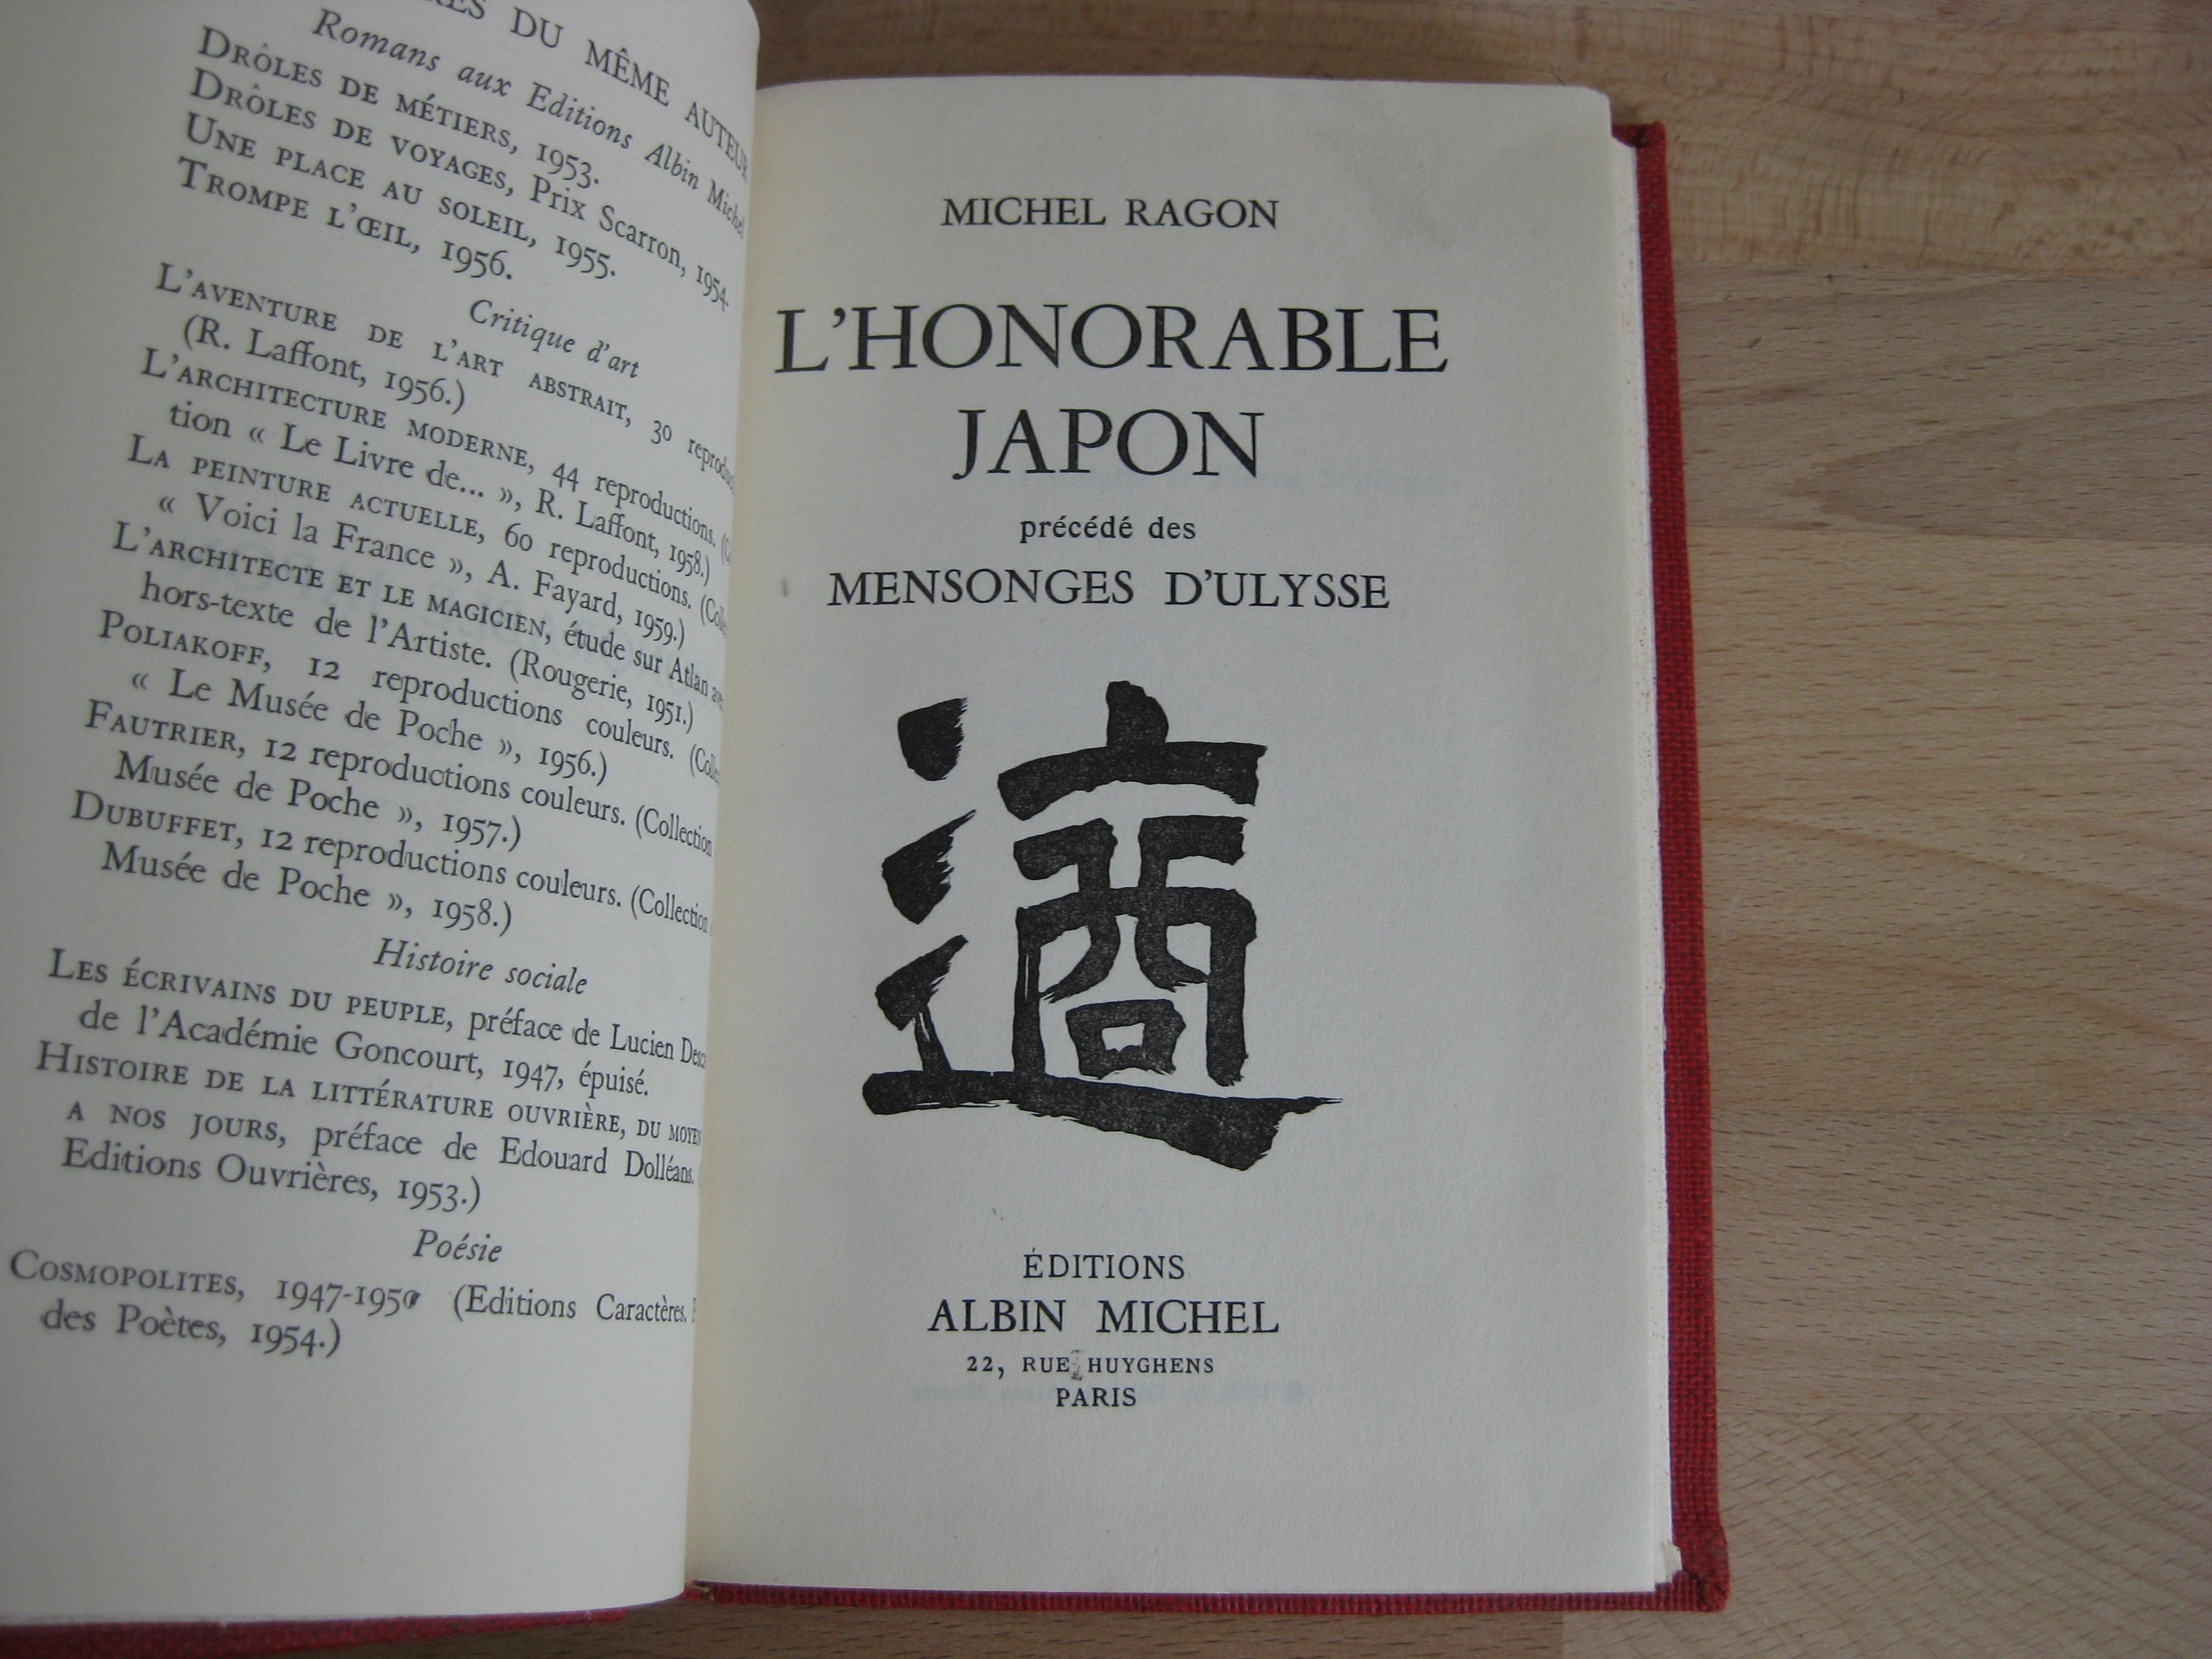 DU MÊME AUTEUR
Romans aux Editions Albin Michel
DRÔLES DE MÉTIERS, 1953.
DRÔLES DE VOYAGES, Prix Scarron, 1954.
UNE PLACE AU SOLEIL, 1955.
TROMPE L'ŒIL, 1956.
Critique d'art
L'AVENTURE DE L'ART ABSTRAIT, 30
(R. Laffont, 1956.)
L'ARCHITECTURE MODERNE, 44 reproductions.
tion « Le Livre de... », R. Laffont, 1958.)
LA PEINTURE ACTUELLE, 60 reproductions.
« Voici la France », A. Fayard, 1959.)
L'ARCHITECTE ET LE MAGICIEN, étude sur Atlan
hors-texte de l'Artiste. (Rougerie, 1951.)
POLIAKOFF, 12 reproductions couleurs.
« Le Musée de Poche », 1956.)
FAUTRIER, 12 reproductions couleurs. (Collection
Musée de Poche », 1957.)
DUBUFFET, 12 reproductions couleurs. (Collection
Musée de Poche », 1958.)
Histoire sociale
LES ÉCRIVAINS DU PEUPLE, préface de Lucien
de l'Académie Goncourt, 1947, épuisé.
HISTOIRE DE LA LITTÉRATURE OUVRIÈRE, DU MOYEN
A NOS JOURS, préface de Edouard Dolléans.
Editions Ouvrières, 1953.)
Poésie
COSMOPOLITES, 1947-1950 (Editions Caractères.
des Poètes, 1954.)
MICHEL RAGON
L'HONORABLE
JAPON
précédé des
MENSONGES D'ULYSSE
ÉDITIONS
ALBIN MICHEL
22, RUE HUYGHENS
PARIS